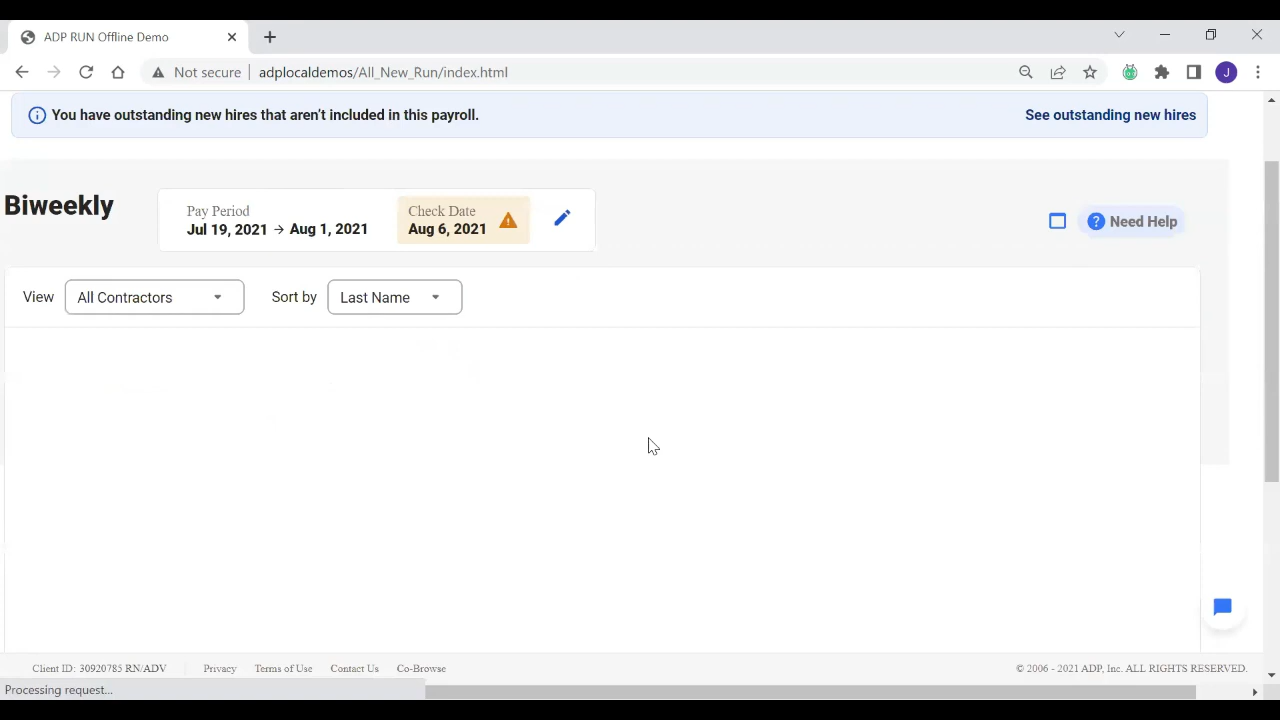 ADP RUN Offline Demo
Not secure adplocaldemos/All_New_Run/index.html
J
You have outstanding new hires that aren't included in this payroll. See outstanding new hires
Biweekly
Pay Period
Jul 19, 2021 → Aug 1, 2021
Check Date
Aug 6, 2021
? Need Help
View All Contractors Sort by Last Name
Client ID: 30920785 RN/ADV Privacy Terms of Use Contact Us Co-Browse © 2006 - 2021 ADP, Inc. ALL RIGHTS RESERVED.
Processing request...